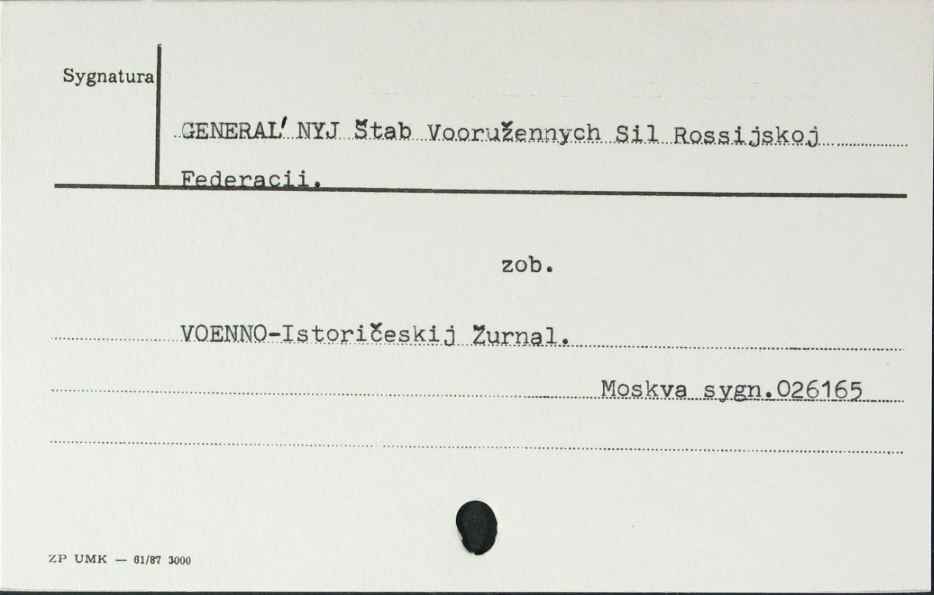 Sygnatura
GENERAL' NYJ Štab Vooružennych Sil Rossijskoj
Federacii.
zob.
VOENNO-Istoričeskij Žurnal.
Moskva sygn.026165
ZP UMK — 61/87 3000